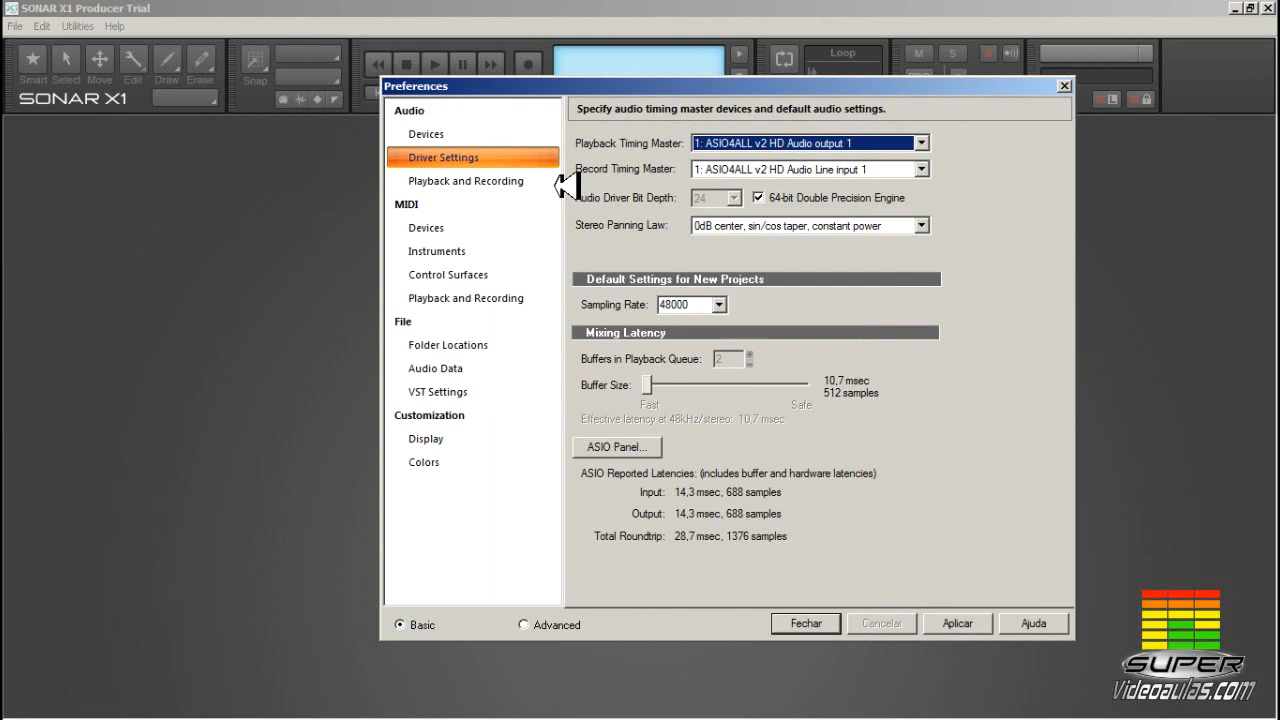 SONAR X1 Producer Trial
File Edit Utilities Help
Smart Select Move Edit Draw Erase Snap Loop M S
SONAR X1
Preferences
Audio
Devices
Driver Settings
Playback and Recording
MIDI
Devices
Instruments
Control Surfaces
Playback and Recording
File
Folder Locations
Audio Data
VST Settings
Customization
Display
Colors
Basic Advanced
Specify audio timing master devices and default audio settings.
Playback Timing Master: 1: ASIO4ALL v2 HD Audio output 1
Record Timing Master: 1: ASIO4ALL v2 HD Audio Line input 1
Audio Driver Bit Depth: 24 64-bit Double Precision Engine
Stereo Panning Law: 0dB center, sin/cos taper, constant power
Default Settings for New Projects
Sampling Rate: 48000
Mixing Latency
Buffers in Playback Queue: 2
Buffer Size: 10,7 msec
512 samples
Fast Safe
Effective latency at 48kHz/stereo: 10,7 msec
ASIO Panel...
ASIO Reported Latencies: (includes buffer and hardware latencies)
Input: 14,3 msec, 688 samples
Output: 14,3 msec, 688 samples
Total Roundtrip: 28,7 msec, 1376 samples
Fechar Cancelar Aplicar Ajuda
SUPER
Videoaulas.com